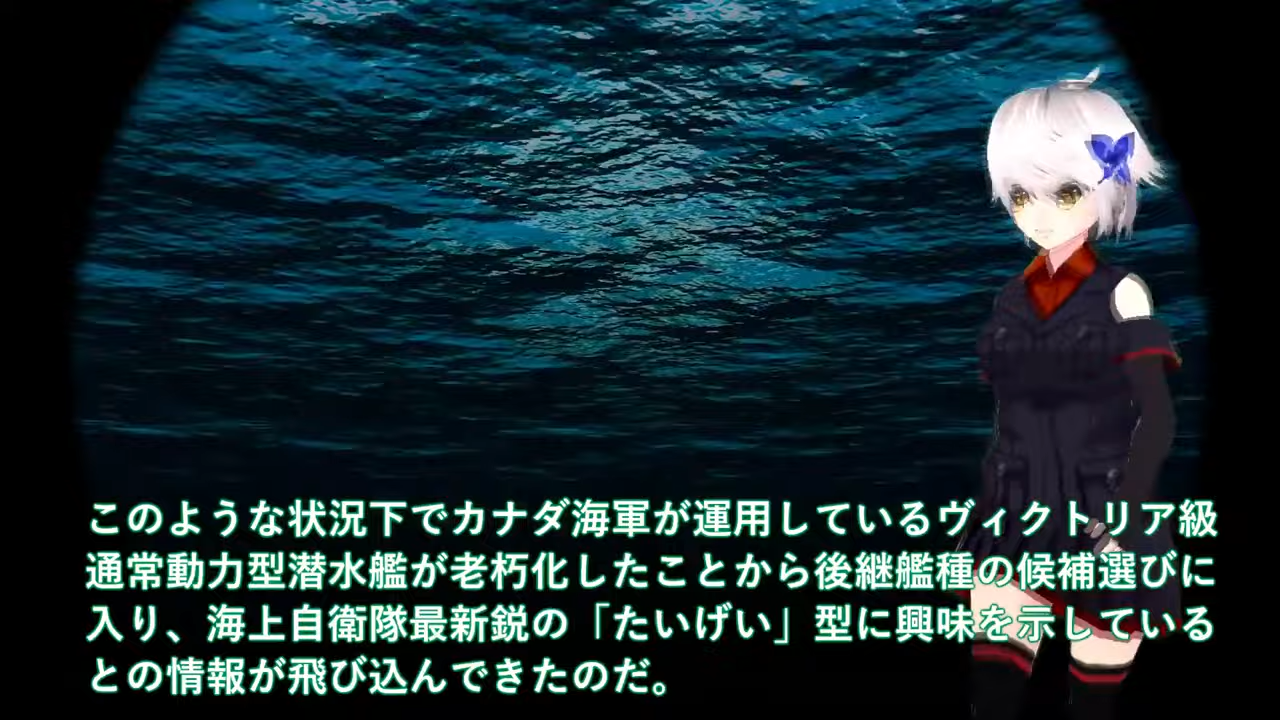 このような状況下でカナダ海軍が運用しているヴィクトリア級
通常動力型潜水艦が老朽化したことから後継艦種の候補選びに
入り、海上自衛隊最新鋭の「たいげい」型に興味を示している
との情報が飛び込んできたのだ。